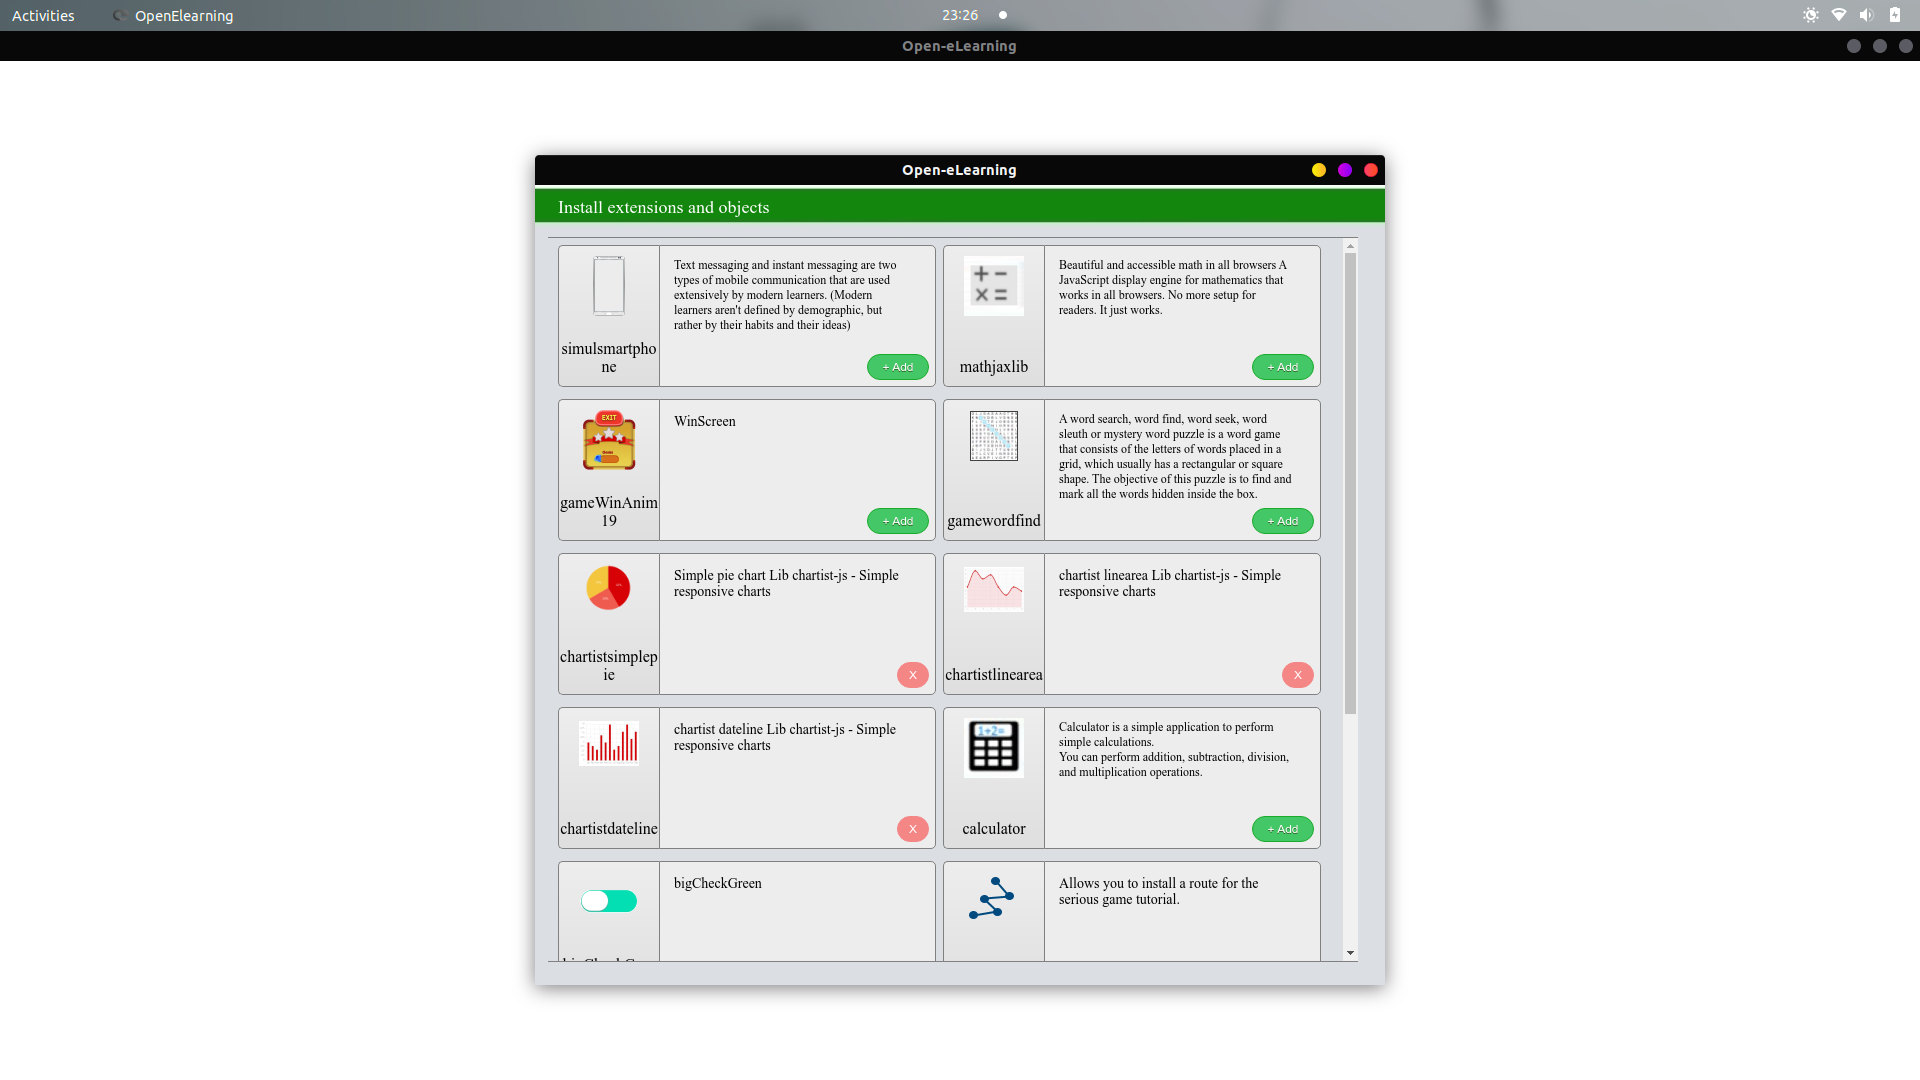 Activities
OpenElearning
23:26
Open-eLearning
Open-eLearning
Install extensions and objects
Text messaging and instant messaging are two
types of mobile communication that are used
extensively by modern learners. (Modern
learners aren't defined by demographic, but
rather by their habits and their ideas)
simulsmartpho
ne
+ Add
Beautiful and accessible math in all browsers A
JavaScript display engine for mathematics that
works in all browsers. No more setup for
readers. It just works.
mathjaxlib
+ Add
EXIT
WinScreen
gameWinAnim
19
+ Add
A word search, word find, word seek, word
sleuth or mystery word puzzle is a word game
that consists of the letters of words placed in a
grid, which usually has a rectangular or square
shape. The objective of this puzzle is to find and
mark all the words hidden inside the box.
gamewordfind
+ Add
Simple pie chart Lib chartist-js - Simple
responsive charts
chartistsimplep
ie
X
chartist linearea Lib chartist-js - Simple
responsive charts
chartistlinearea
X
chartist dateline Lib chartist-js - Simple
responsive charts
chartistdateline
X
1+2=
Calculator is a simple application to perform
simple calculations.
You can perform addition, subtraction, division,
and multiplication operations.
calculator
+ Add
bigCheckGreen
Allows you to install a route for the
serious game tutorial.